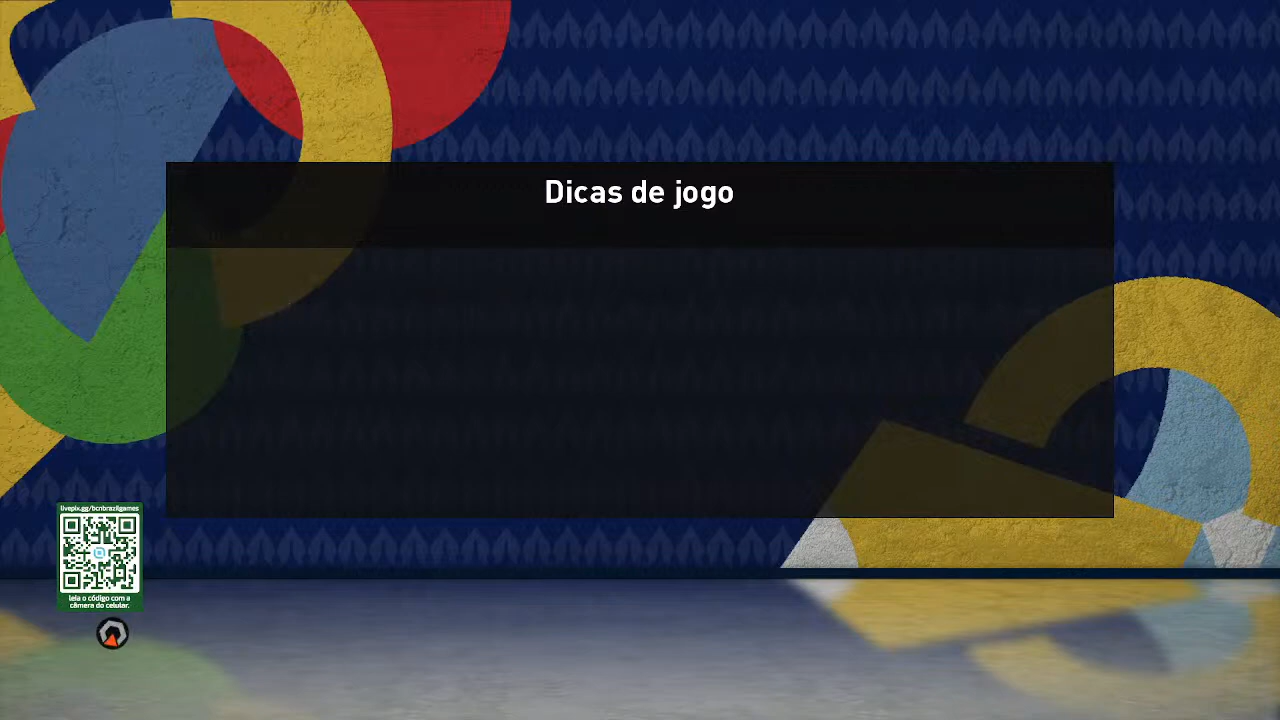 Dicas de jogo
livepix.gg/bcnbrazilgames
leia o código com a
câmera do celular.